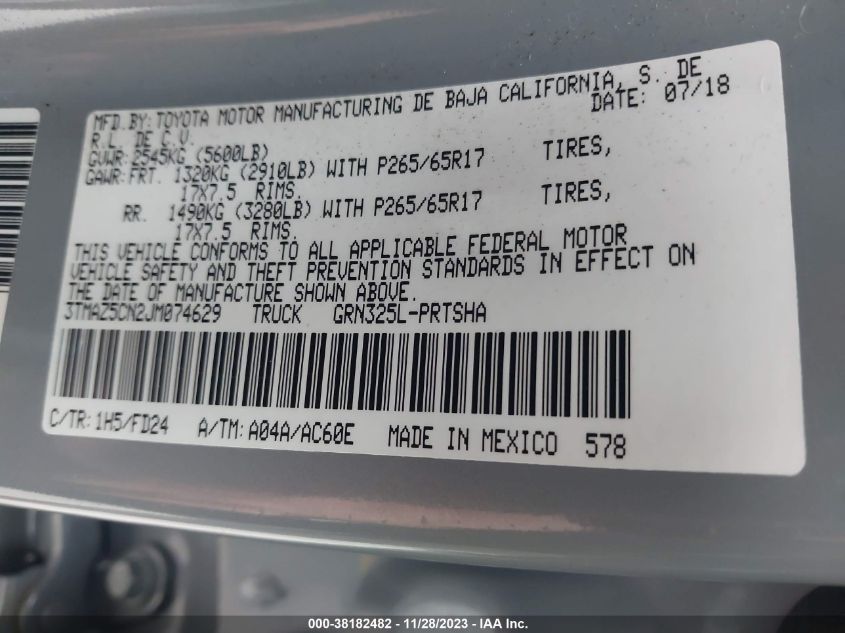 MFD.BY: TOYOTA MOTOR MANUFACTURING DE BAJA CALIFORNIA, S. DE
R.L. DE C.V. DATE: 07/18
GVWR: 2545KG (5600LB)
GAWR: FRT. 1320KG (2910LB) WITH P265/65R17 TIRES,
17X7.5 RIMS.
RR. 1490KG (3280LB) WITH P265/65R17 TIRES,
17X7.5 RIMS.
THIS VEHICLE CONFORMS TO ALL APPLICABLE FEDERAL MOTOR
VEHICLE SAFETY AND THEFT PREVENTION STANDARDS IN EFFECT ON
THE DATE OF MANUFACTURE SHOWN ABOVE.
3TMAZ5CN2JM074629 TRUCK GRN325L-PRTSHA
C/TR: 1H5/FD24 A/TM: A04A/AC60E MADE IN MEXICO 578
000-38182482 - 11/28/2023 - IAA Inc.